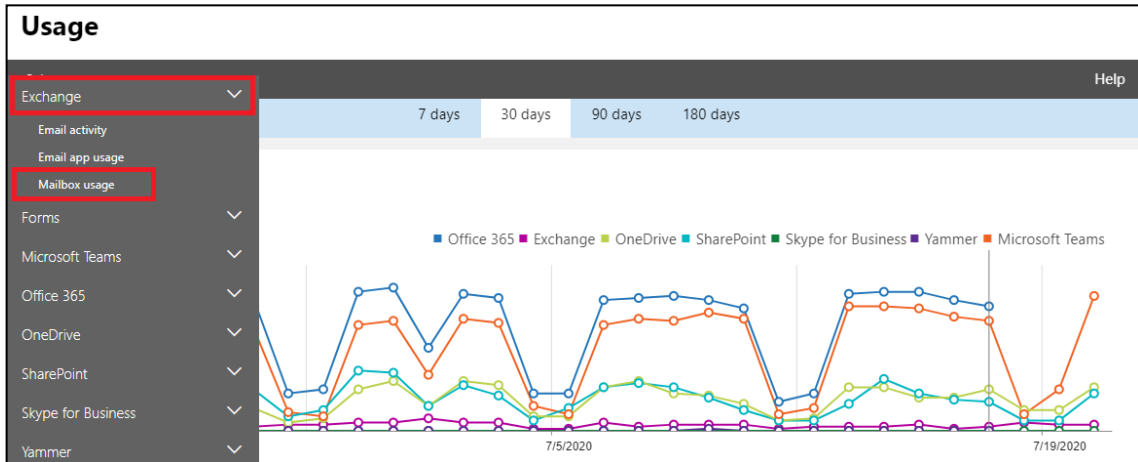 Usage
Help
Exchange
Email activity
Email app usage
Mailbox usage
Forms
Microsoft Teams
Office 365
OneDrive
SharePoint
Skype for Business
Yammer
7 days 30 days 90 days 180 days
Office 365 Exchange OneDrive SharePoint Skype for Business Yammer Microsoft Teams
7/5/2020 7/19/2020